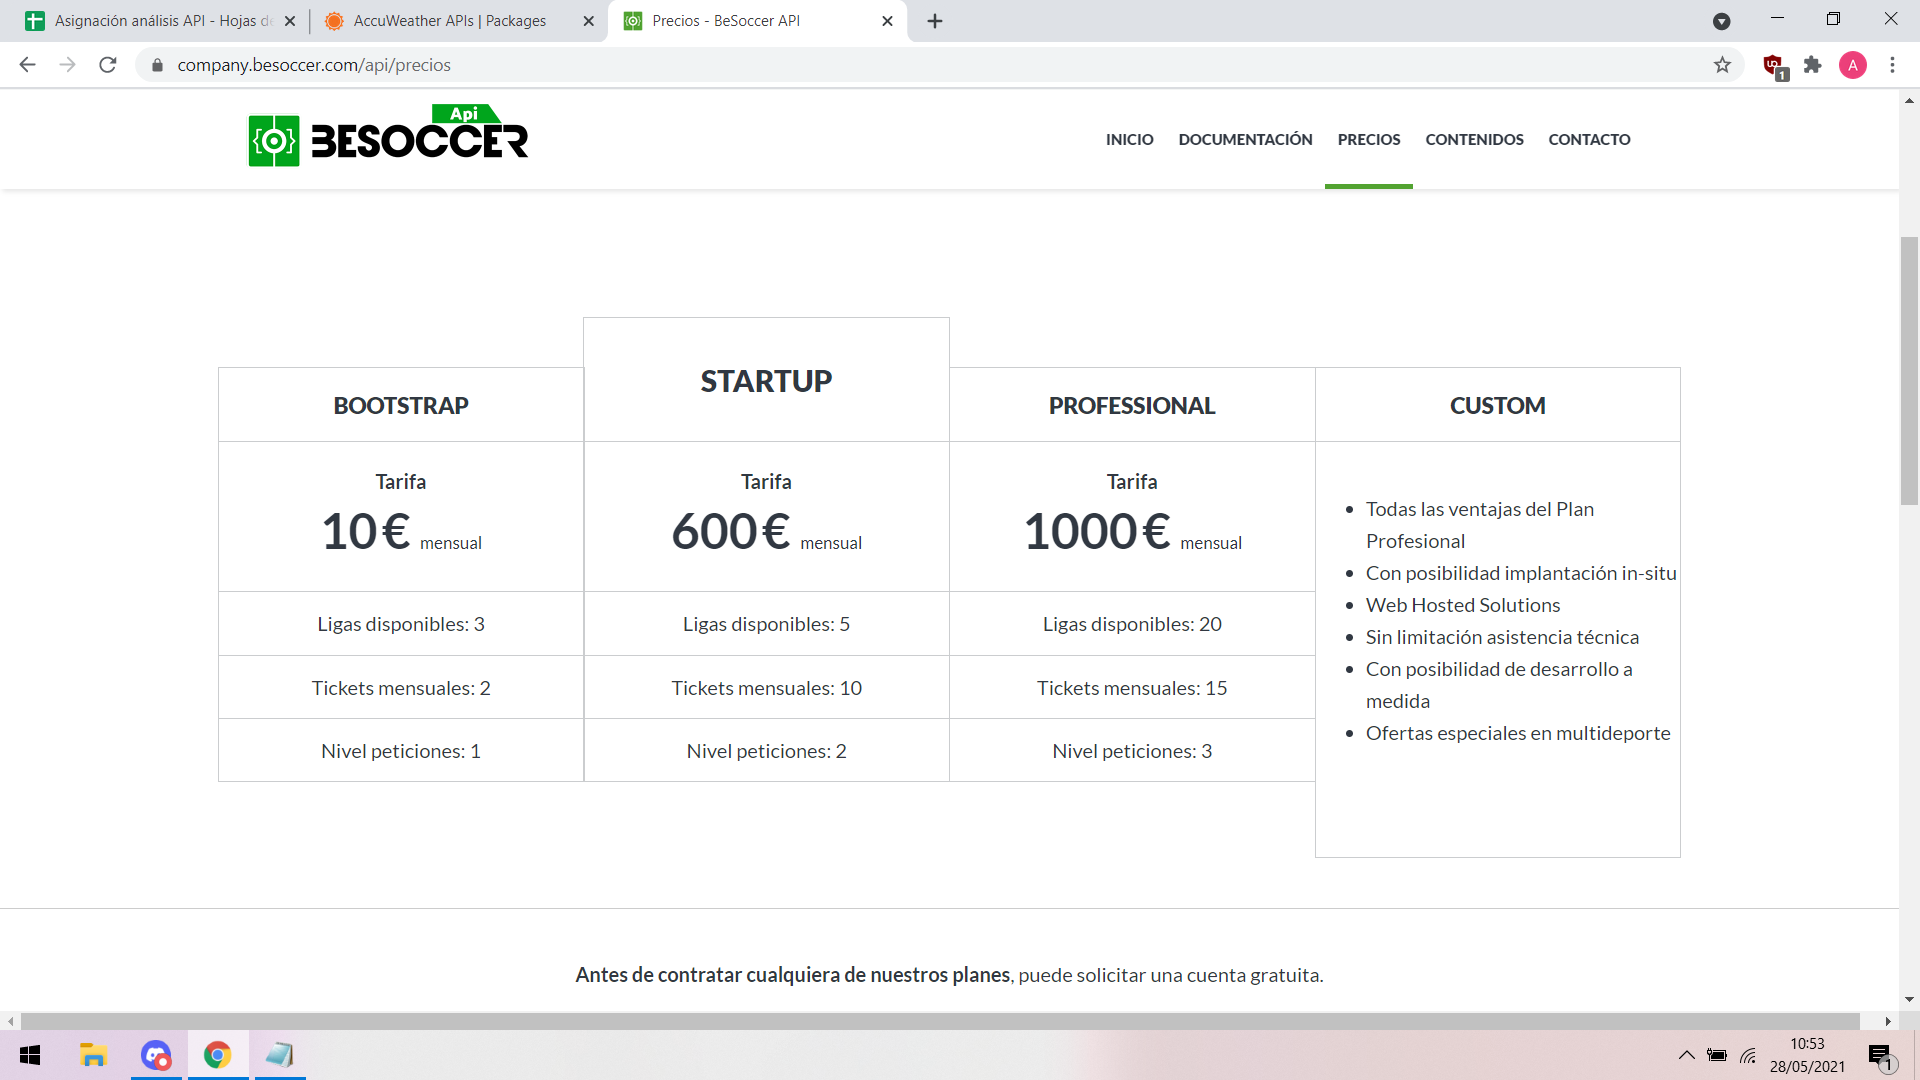 Asignación análisis API - Hojas de
AccuWeather APIs | Packages
Precios - BeSoccer API
company.besoccer.com/api/precios
A
1
Api
BESOCCER
INICIO
DOCUMENTACIÓN
PRECIOS
CONTENIDOS
CONTACTO
BOOTSTRAP
Tarifa
10€ mensual
Ligas disponibles: 3
Tickets mensuales: 2
Nivel peticiones: 1
STARTUP
Tarifa
600€ mensual
Ligas disponibles: 5
Tickets mensuales: 10
Nivel peticiones: 2
PROFESSIONAL
Tarifa
1000€ mensual
Ligas disponibles: 20
Tickets mensuales: 15
Nivel peticiones: 3
CUSTOM
Todas las ventajas del Plan
Profesional
Con posibilidad implantación in-situ
Web Hosted Solutions
Sin limitación asistencia técnica
Con posibilidad de desarrollo a
medida
Ofertas especiales en multideporte
Antes de contratar cualquiera de nuestros planes, puede solicitar una cuenta gratuita.
10:53
28/05/2021
1